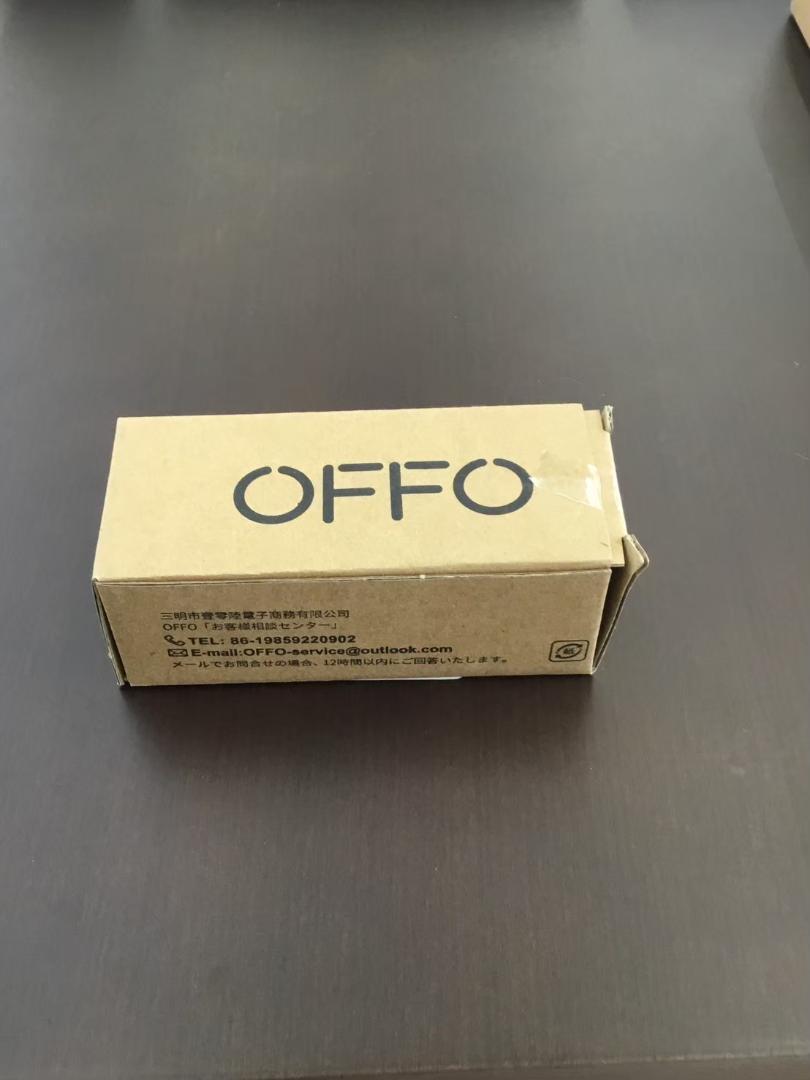 OFFO
三明市壹零陸電子商務有限公司
OFFO「お客様相談センター」
TEL: 86-19859220902
E-mail:OFFO-service@outlook.com
メールでお問合せの場合、12時間以内にご回答いたします。
紙